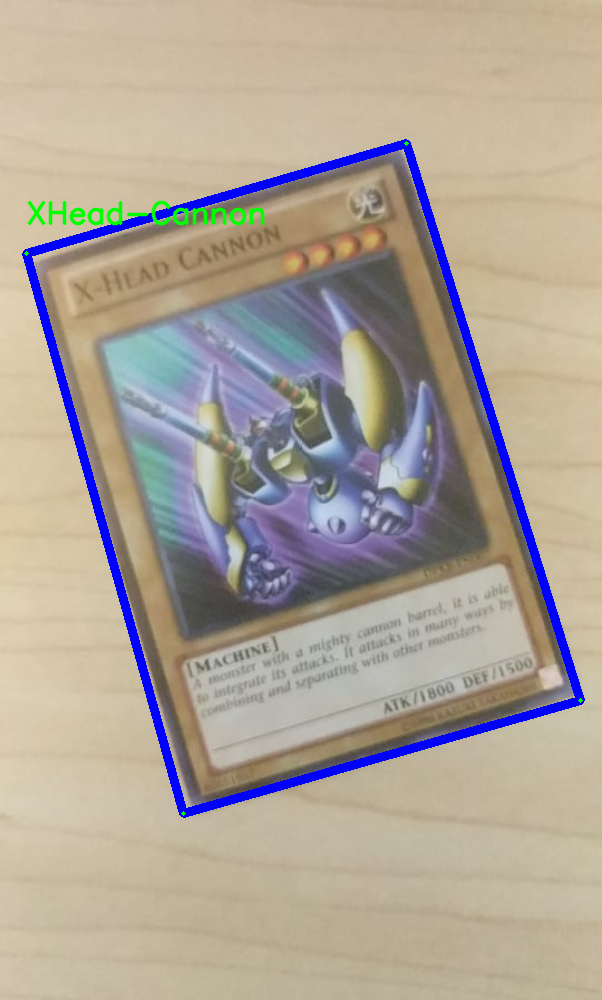 XHead-Cannon
X-HEAD CANNON
光
[MACHINE]
A monster with a mighty cannon barrel, it is able
to integrate its attacks. It attacks in many ways by
combining and separating with other monsters.
ATK/1800 DEF/1500